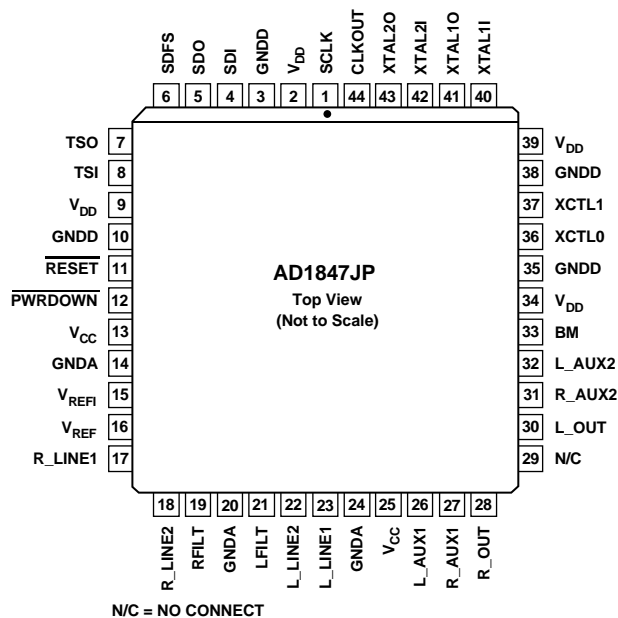 SDFS
SDO
SDI
GNDD
VDD
SCLK
CLKOUT
XTAL2O
XTAL2I
XTAL1O
XTAL1I
6 5 4 3 2 1 44 43 42 41 40
TSO 7
TSI 8
VDD 9
GNDD 10
RESET 11
PWRDOWN 12
VCC 13
GNDA 14
VREFI 15
VREF 16
R_LINE1 17
AD1847JP
Top View
(Not to Scale)
39 VDD
38 GNDD
37 XCTL1
36 XCTL0
35 GNDD
34 VDD
33 BM
32 L_AUX2
31 R_AUX2
30 L_OUT
29 N/C
18 19 20 21 22 23 24 25 26 27 28
R_LINE2
RFILT
GNDA
LFILT
L_LINE2
L_LINE1
GNDA
VCC
L_AUX1
R_AUX1
R_OUT
N/C = NO CONNECT